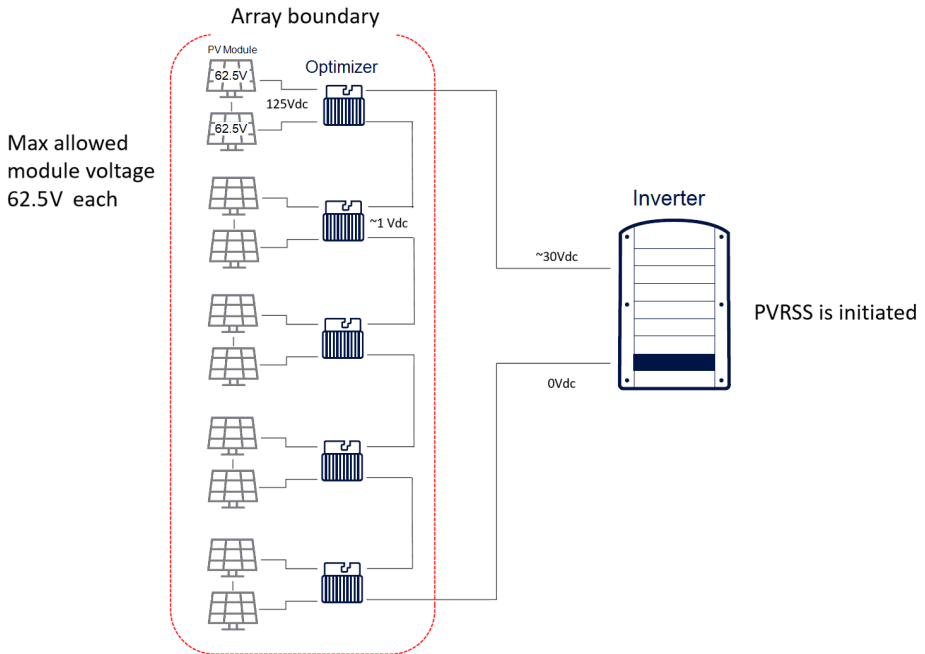 Array boundary
PV Module
Optimizer
62.5V
125Vdc
62.5V
Max allowed
module voltage
62.5V each
~1 Vdc
Inverter
~30Vdc
PVRSS is initiated
0Vdc